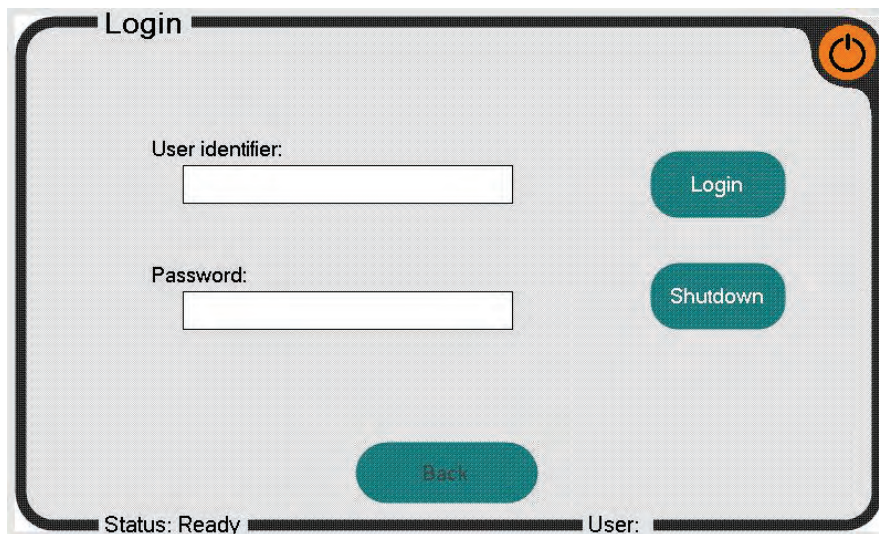 Login
User identifier:
Login
Password:
Shutdown
Back
Status: Ready
User: